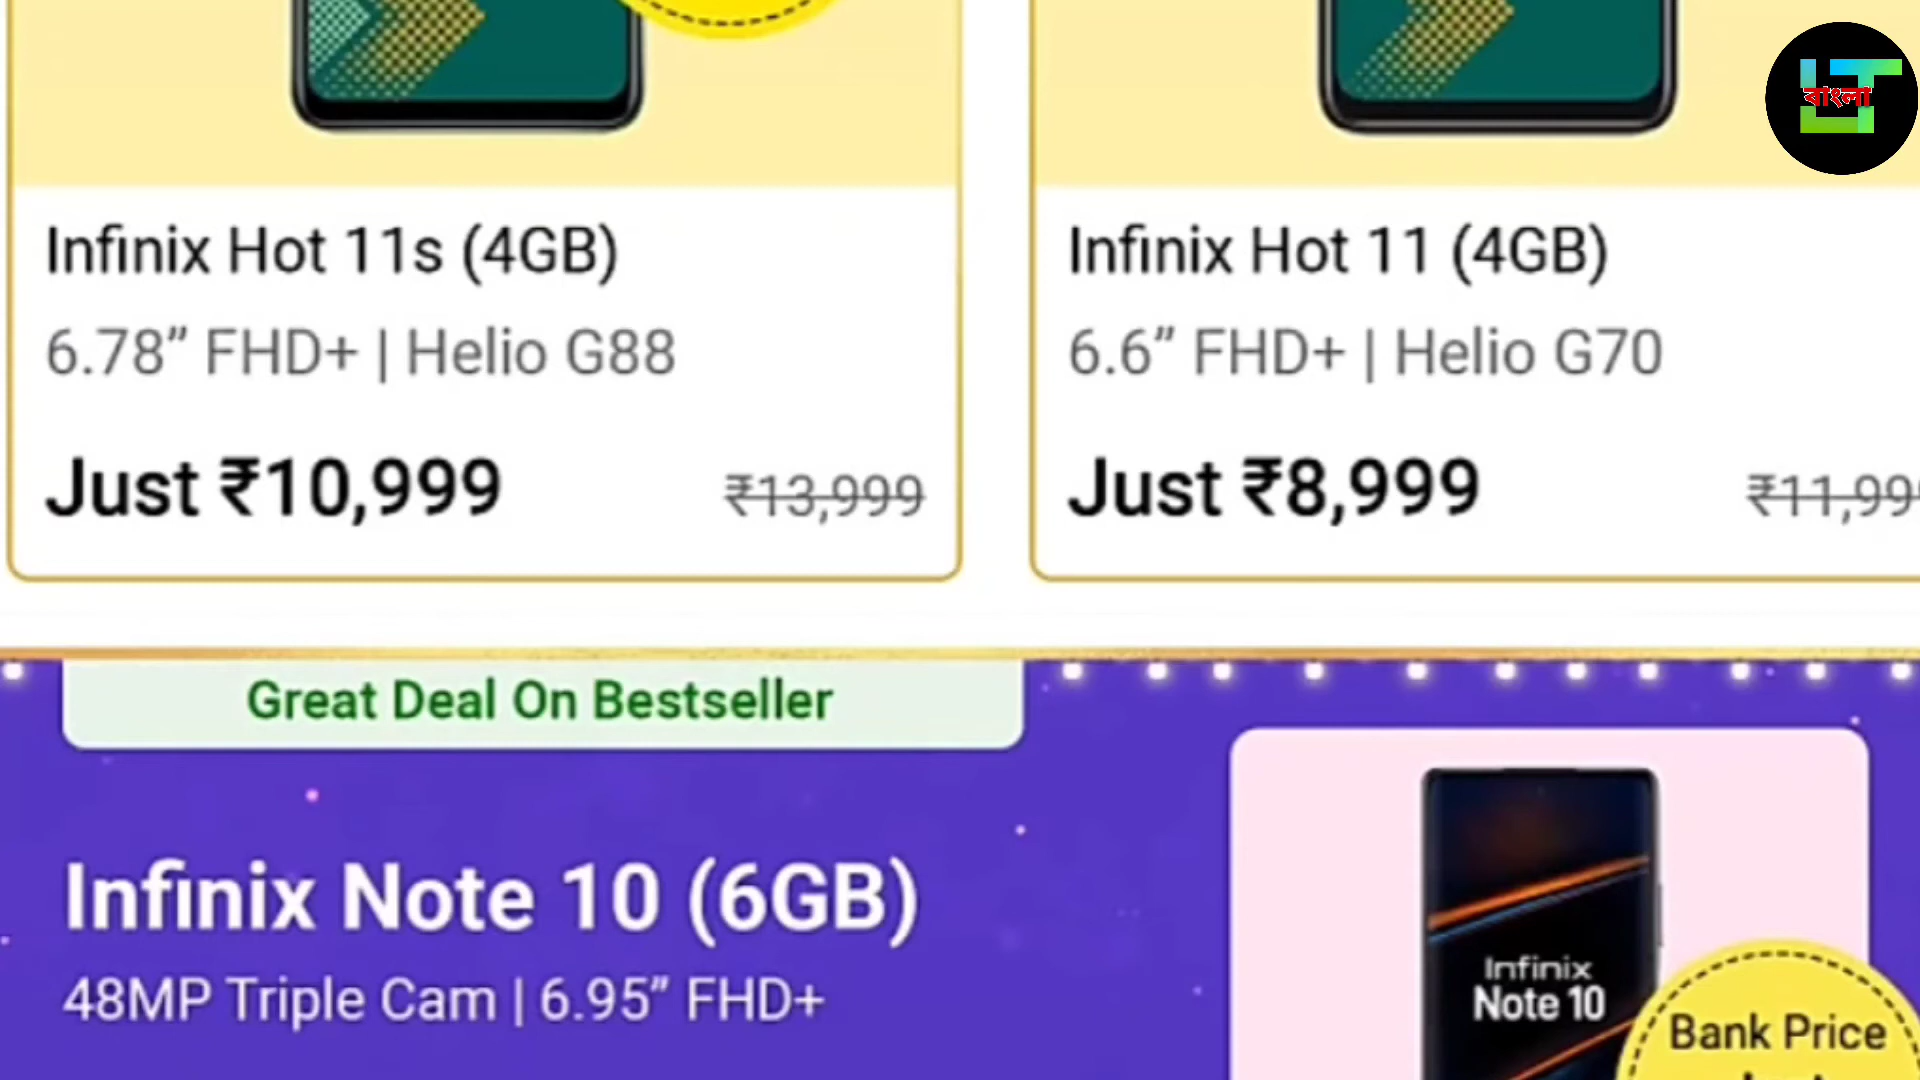 বাংলা
Infinix Hot 11s (4GB)
6.78” FHD+ | Helio G88
Just ₹10,999 ₹13,999
Infinix Hot 11 (4GB)
6.6” FHD+ | Helio G70
Just ₹8,999
Great Deal On Bestseller
Infinix Note 10 (6GB)
48MP Triple Cam | 6.95” FHD+
Infinix
Note 10
Bank Price